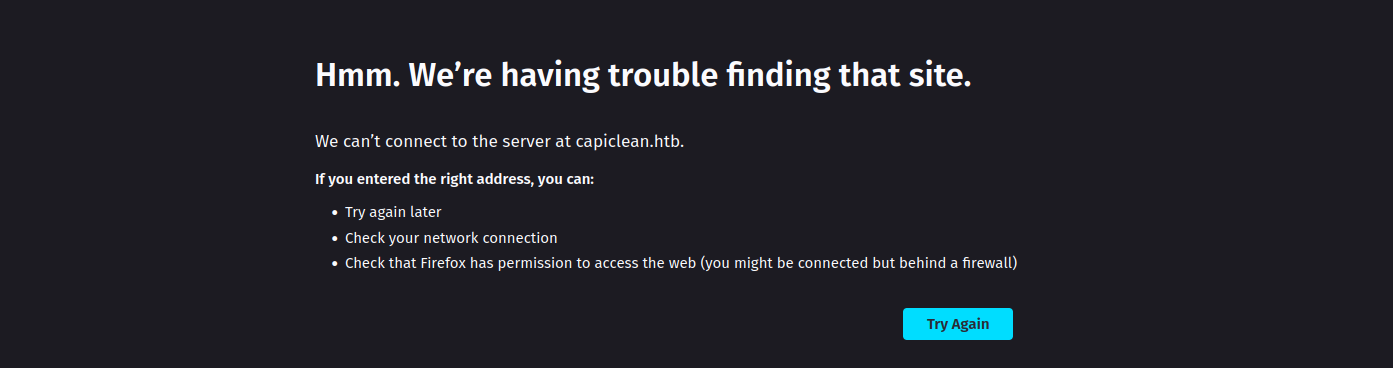 Hmm. We’re having trouble finding that site.
We can’t connect to the server at capiclean.htb.
If you entered the right address, you can:
• Try again later
• Check your network connection
• Check that Firefox has permission to access the web (you might be connected but behind a firewall)
Try Again